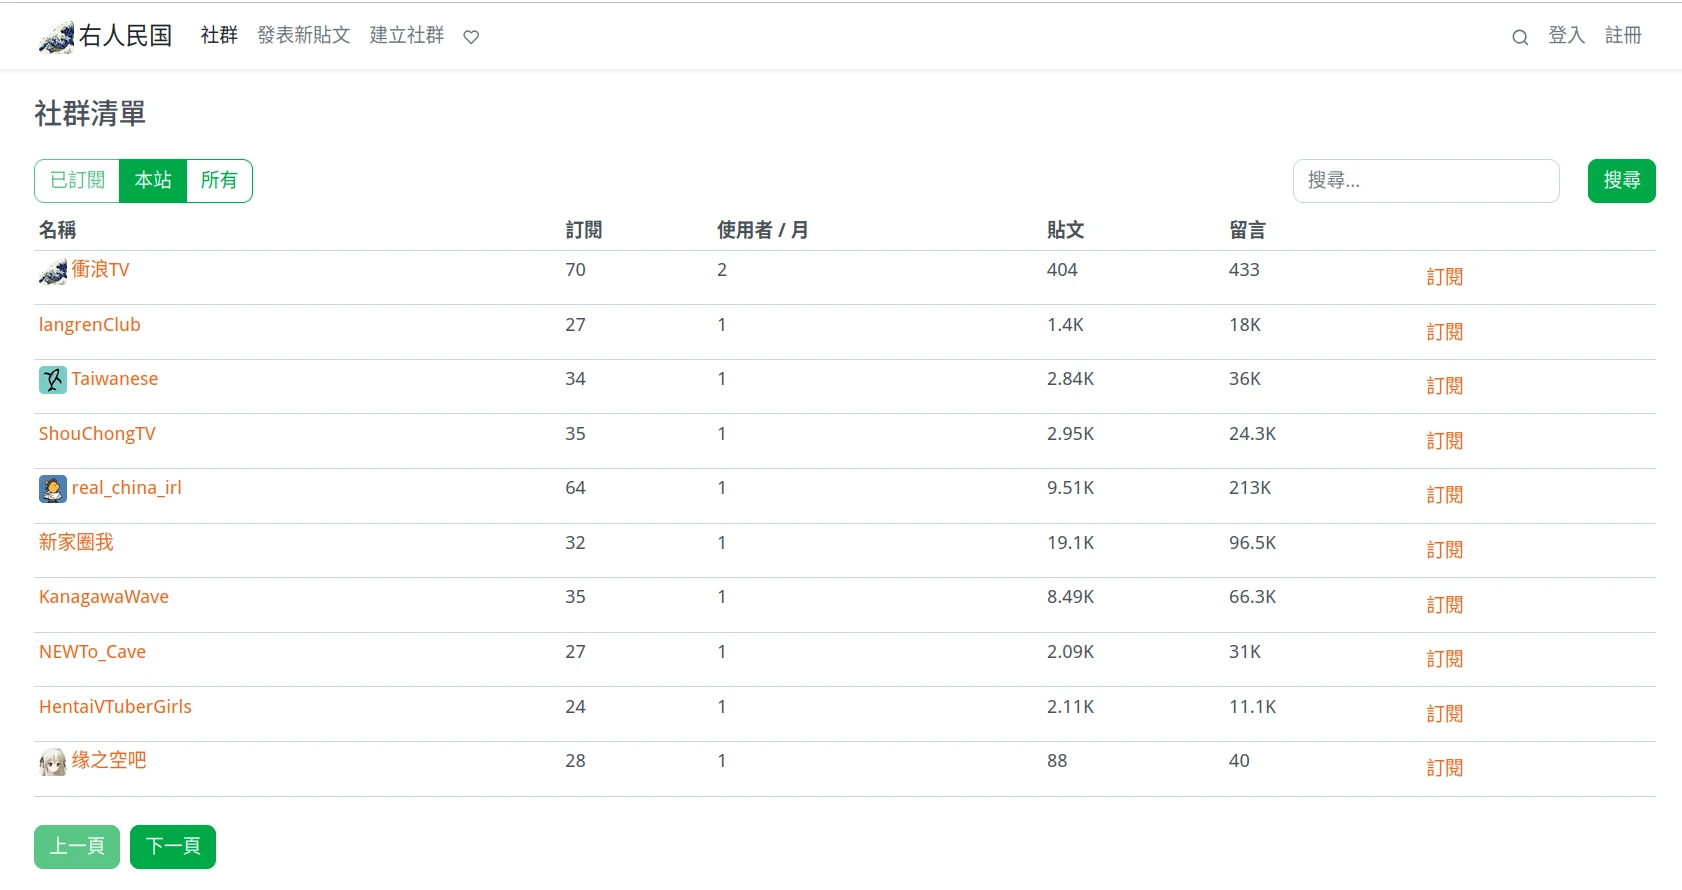 右人民国 社群 發表新貼文 建立社群 登入 註冊
社群清單
已訂閱 本站 所有 搜尋... 搜尋
名稱 訂閱 使用者 / 月 貼文 留言
衝浪TV 70 2 404 433 訂閱
langrenClub 27 1 1.4K 18K 訂閱
Taiwanese 34 1 2.84K 36K 訂閱
ShouChongTV 35 1 2.95K 24.3K 訂閱
real_china_irl 64 1 9.51K 213K 訂閱
新家圈我 32 1 19.1K 96.5K 訂閱
KanagawaWave 35 1 8.49K 66.3K 訂閱
NEWTo_Cave 27 1 2.09K 31K 訂閱
HentaiVTuberGirls 24 1 2.11K 11.1K 訂閱
缘之空吧 28 1 88 40 訂閱
上一頁 下一頁